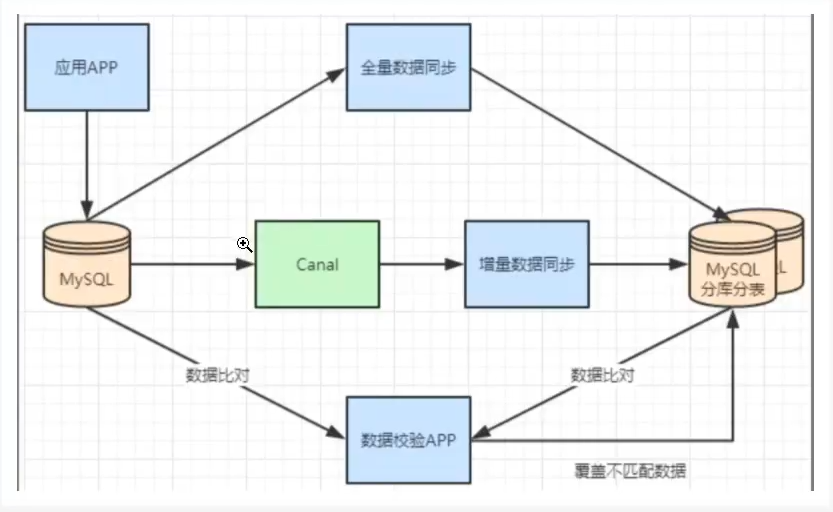 应用APP
全量数据同步
MySQL
Canal
增量数据同步
MySQL
分库分表
L
数据比对
数据比对
数据校验APP
覆盖不匹配数据